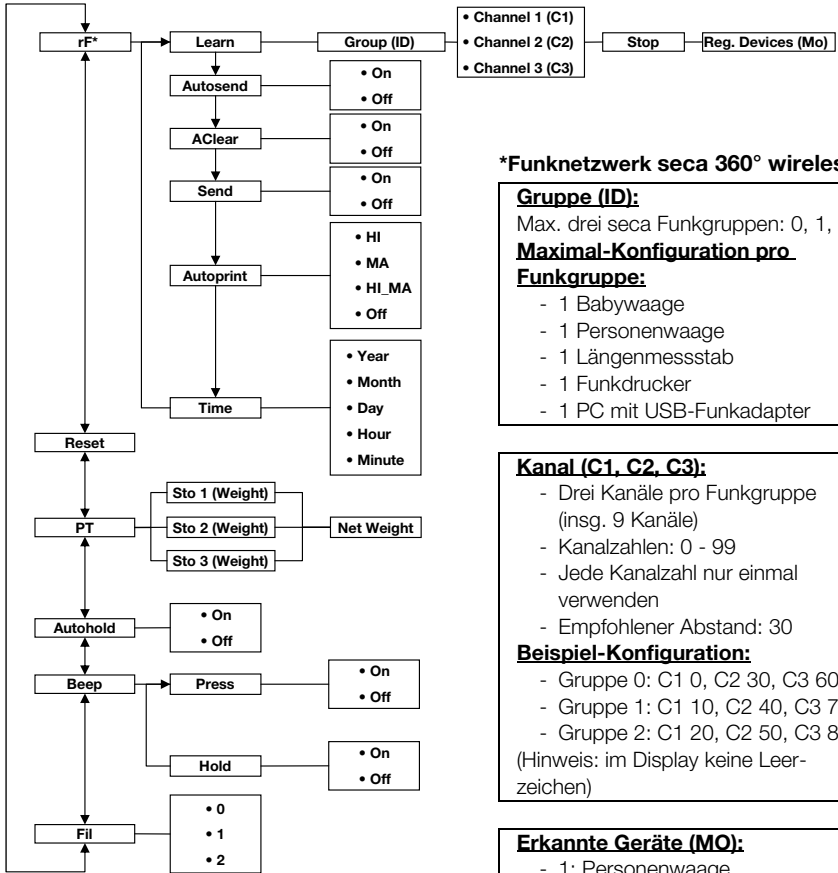 rF*
Learn
Group (ID)
• Channel 1 (C1)
• Channel 2 (C2)
• Channel 3 (C3)
Stop
Reg. Devices (Mo)
Autosend
• On
• Off
AClear
• On
• Off
Send
• On
• Off
Autoprint
• HI
• MA
• HI_MA
• Off
Time
• Year
• Month
• Day
• Hour
• Minute
Reset
PT
Sto 1 (Weight)
Sto 2 (Weight)
Sto 3 (Weight)
Net Weight
Autohold
• On
• Off
Beep
Press
• On
• Off
Hold
• On
• Off
Fil
• 0
• 1
• 2
*Funknetzwerk seca 360°
Gruppe (ID):
Max. drei seca Funkgruppen: 0, 1,
Maximal-Konfiguration pro
Funkgruppe:
- 1 Babywaage
- 1 Personenwaage
- 1 Längenmessstab
- 1 Funkdrucker
- 1 PC mit USB-Funkadapter
Kanal (C1, C2, C3):
- Drei Kanäle pro Funkgruppe
(insg. 9 Kanäle)
- Kanalzahlen: 0 - 99
- Jede Kanalzahl nur einmal
verwenden
- Empfohlener Abstand: 30
Beispiel-Konfiguration:
- Gruppe 0: C1 0, C2 30, C3 60
- Gruppe 1: C1 10, C2 40, C3
- Gruppe 2: C1 20, C2 50, C3
(Hinweis: im Display keine Leer-
zeichen)
Erkannte Geräte (MO):
- 1: Personenwaage